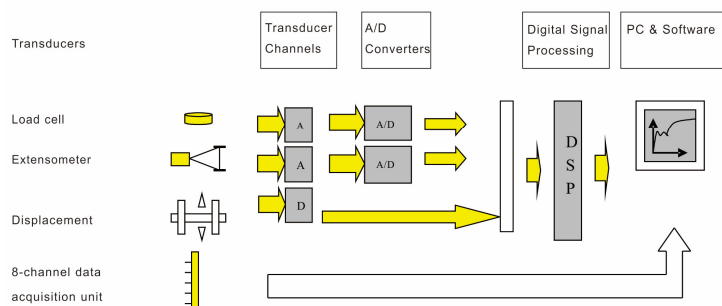 Transducers
Transducer
Channels
A/D
Converters
Digital Signal
Processing
PC & Software
Load cell
A
A/D
Extensometer
A
A/D
Displacement
D
8-channel data
acquisition unit
D
S
P